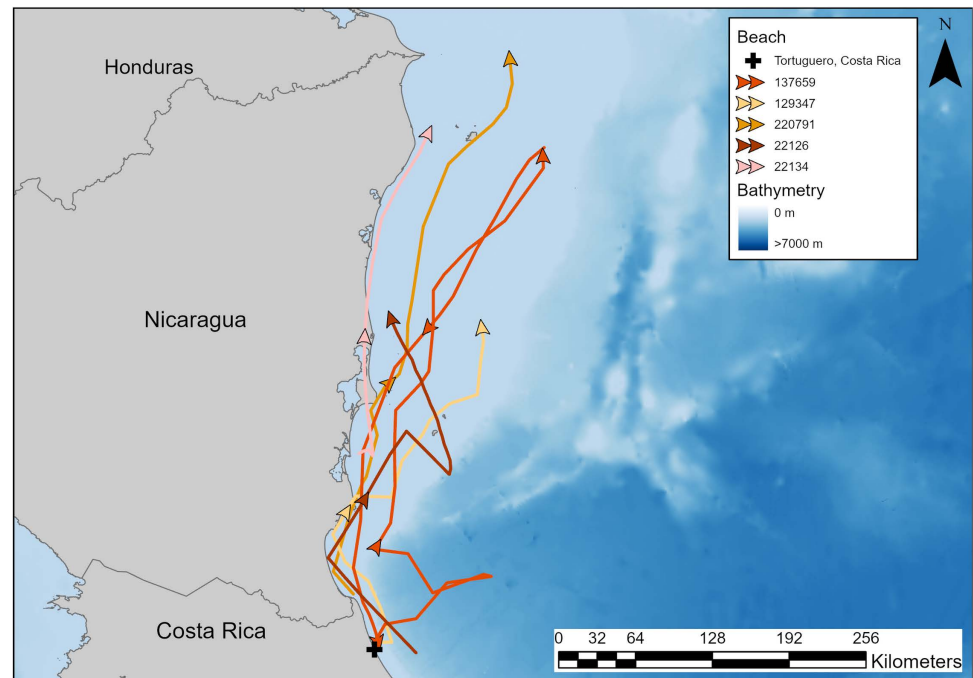 Honduras
Nicaragua
Costa Rica
Beach
Tortuguero, Costa Rica
137659
129347
220791
22126
22134
Bathymetry
0 m
>7000 m
N
0 32 64 128 192 256
Kilometers